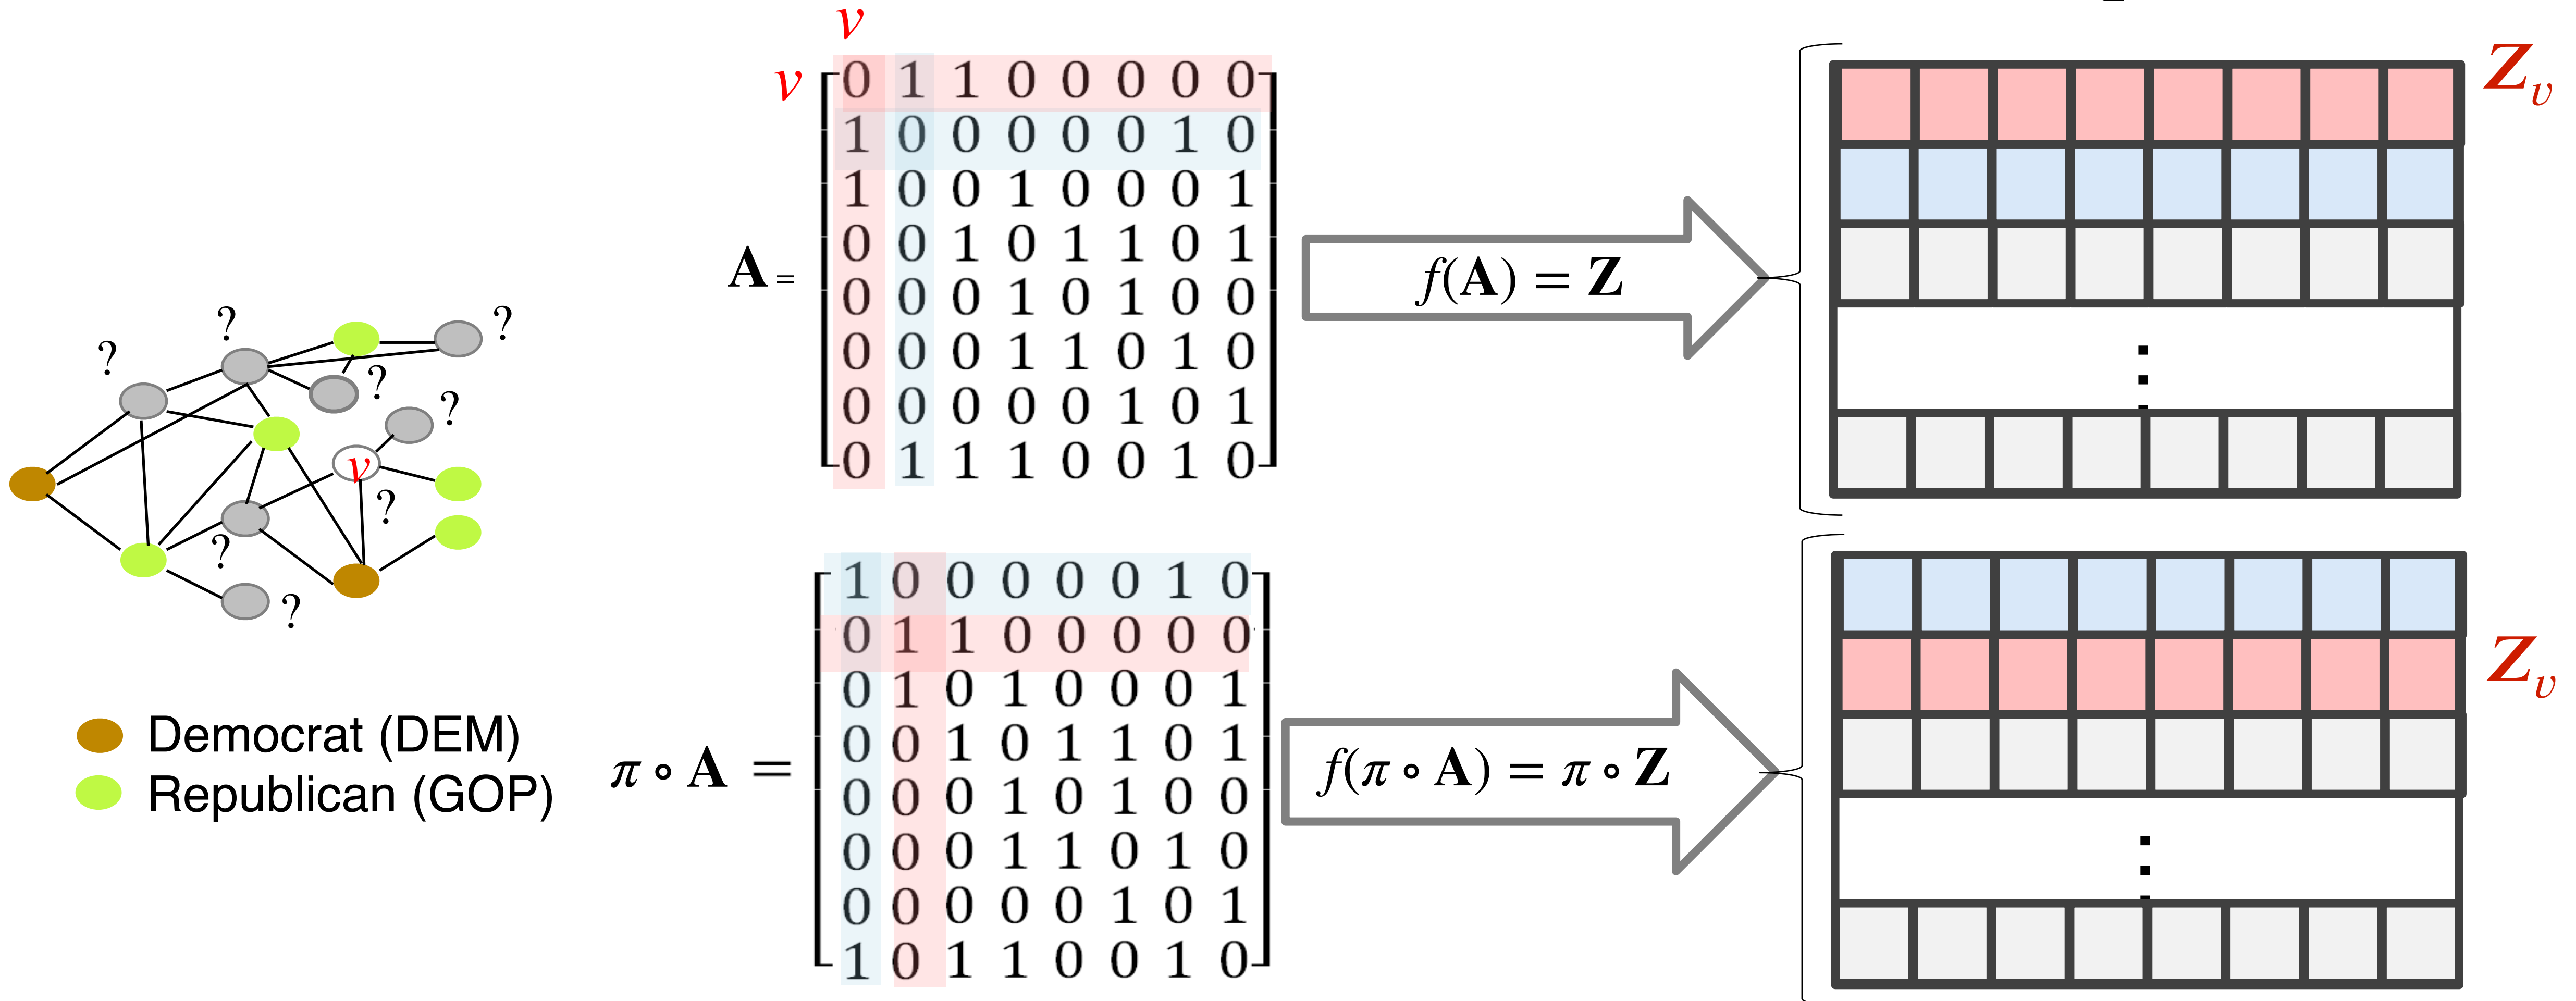 v
v
A =
0 1 1 0 0 0 0 0
1 0 0 0 0 0 1 0
1 0 0 1 0 0 0 1
0 0 1 0 1 1 0 1
0 0 0 1 0 1 0 0
0 0 0 1 1 0 1 0
0 0 0 0 0 1 0 1
0 1 1 1 0 0 1 0
f(A) = Z
Zv
? ? ?
? ?
v
?
?
?
Democrat (DEM)
Republican (GOP)
π ∘ A =
1 0 0 0 0 0 1 0
0 1 1 0 0 0 0 0
0 1 0 1 0 0 0 1
0 0 1 0 1 1 0 1
0 0 0 1 0 1 0 0
0 0 0 1 1 0 1 0
0 0 0 0 0 1 0 1
1 0 1 1 0 0 1 0
f(π ∘ A) = π ∘ Z
Zv